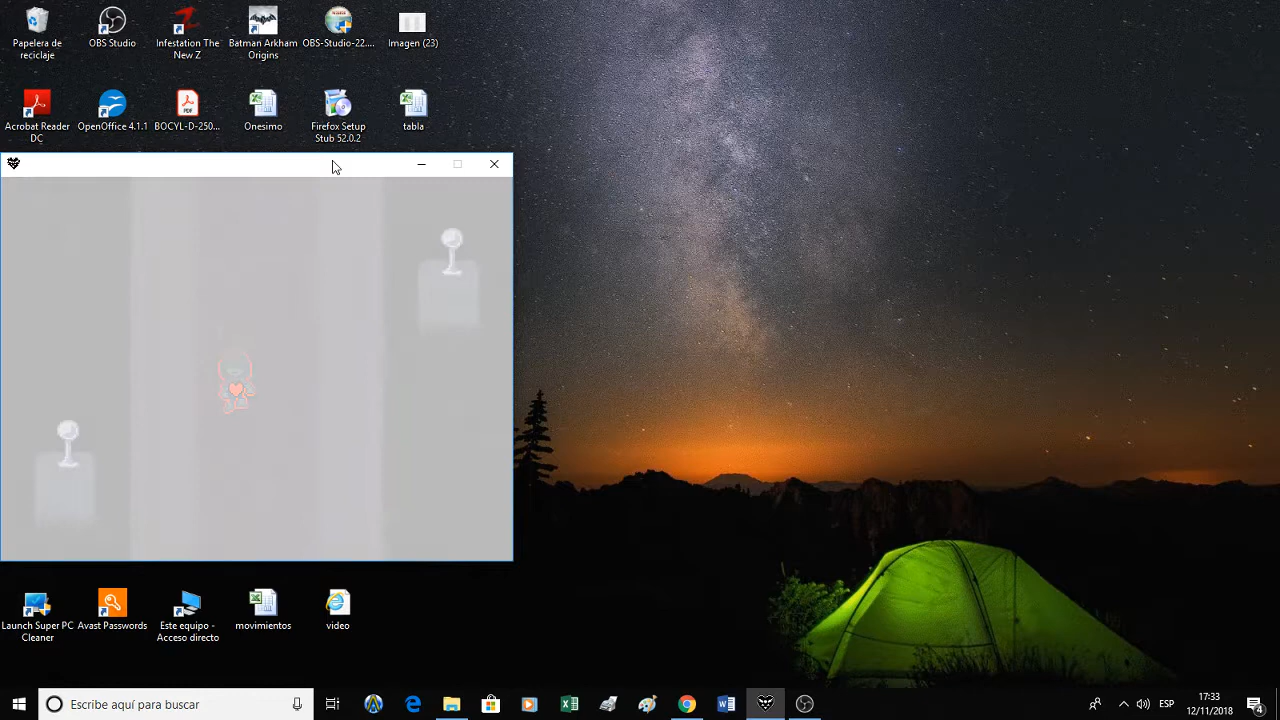 Papelera de
reciclaje
OBS Studio
Infestation The
New Z
Batman Arkham
Origins
OBS-Studio-22....
Imagen (23)
Acrobat Reader
DC
OpenOffice 4.1.1
BOCYL-D-250...
Onesimo
Firefox Setup
Stub 52.0.2
tabla
Launch Super PC
Cleaner
Avast Passwords
Este equipo -
Acceso directo
movimientos
video
Escribe aquí para buscar
ESP
17:33
12/11/2018
4